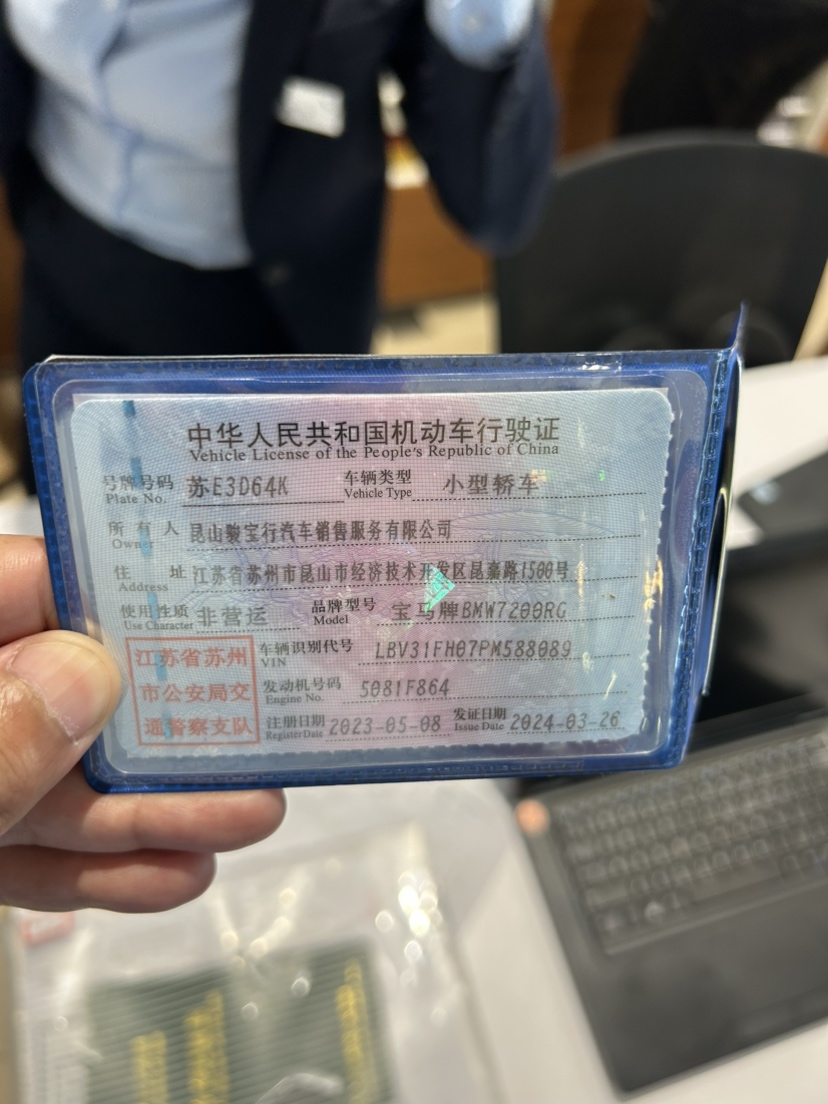 中华人民共和国机动车行驶证
Vehicle License of the People's Republic of China
号牌号码 苏E3D64K 车辆类型 小型轿车
Plate No. Vehicle Type
所有人 昆山骏宝行汽车销售服务有限公司
Owner
住址 江苏省苏州市昆山市经济技术开发区昆嘉路1500号
Address
使用性质 非营运 品牌型号 宝马牌BMW7200RG
Use Character Model
江苏省苏州
市公安局交
通警察支队
车辆识别代号 LBV31FH07PM588089
VIN
发动机号码 5081F864
Engine No.
注册日期 2023-05-08 发证日期 2024-03-26
Register Date Issue Date